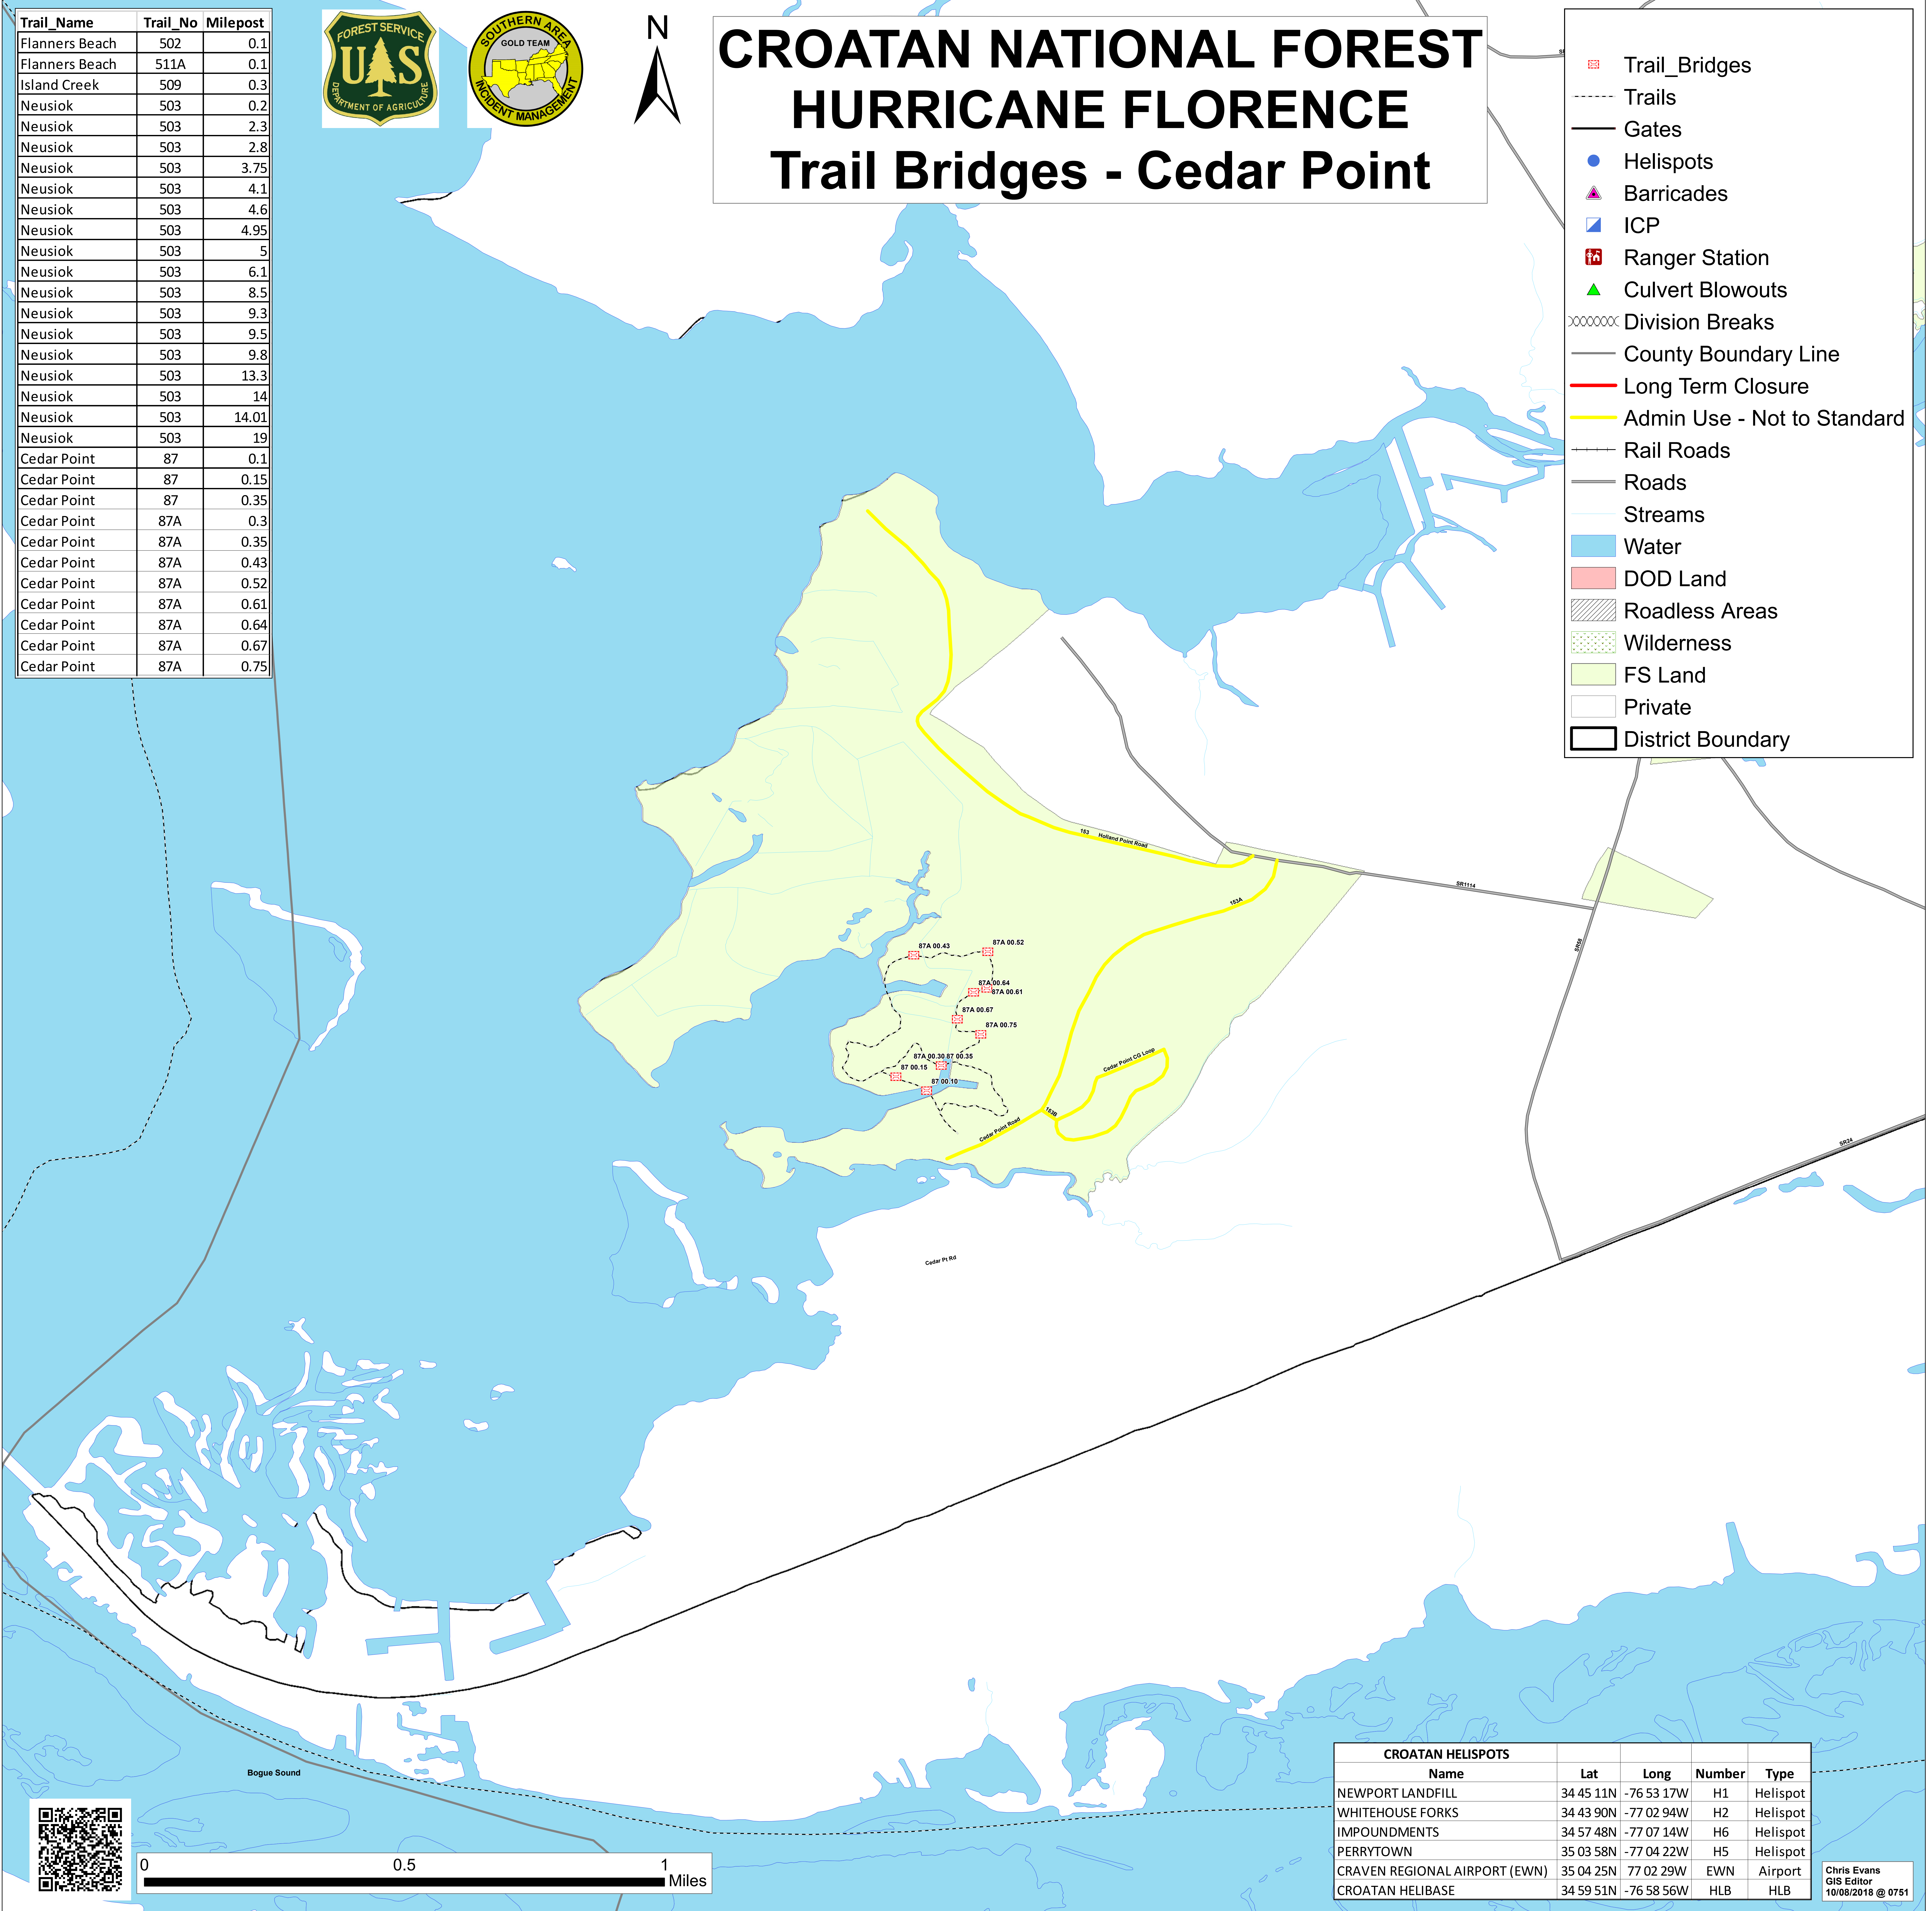 Trail_Name Trail_No Milepost
Flanners Beach 502 0.1
Flanners Beach 511A 0.1
Island Creek 509 0.3
Neusiok 503 0.2
Neusiok 503 2.3
Neusiok 503 2.8
Neusiok 503 3.75
Neusiok 503 4.1
Neusiok 503 4.6
Neusiok 503 4.95
Neusiok 503 5
Neusiok 503 6.1
Neusiok 503 8.5
Neusiok 503 9.3
Neusiok 503 9.5
Neusiok 503 9.8
Neusiok 503 13.3
Neusiok 503 14
Neusiok 503 14.01
Neusiok 503 19
Cedar Point 87 0.1
Cedar Point 87 0.15
Cedar Point 87 0.35
Cedar Point 87A 0.3
Cedar Point 87A 0.35
Cedar Point 87A 0.43
Cedar Point 87A 0.52
Cedar Point 87A 0.61
Cedar Point 87A 0.64
Cedar Point 87A 0.67
Cedar Point 87A 0.75
FOREST SERVICE
U S
DEPARTMENT OF AGRICULTURE
SOUTHERN AREA
GOLD TEAM
INCIDENT MANAGEMENT
N
CROATAN NATIONAL FOREST
HURRICANE FLORENCE
Trail Bridges - Cedar Point
Trail_Bridges
Trails
Gates
Helispots
Barricades
ICP
Ranger Station
Culvert Blowouts
Division Breaks
County Boundary Line
Long Term Closure
Admin Use - Not to Standard
Rail Roads
Roads
Streams
Water
DOD Land
Roadless Areas
Wilderness
FS Land
Private
District Boundary
183 Holland Point Road
SR1114
183A
SR58
87A 00.43
87A 00.52
87A 00.64
87A 00.61
87A 00.67
87A 00.75
87A 00.30 87 00.35
87 00.15
87 00.10
Cedar Point CG Loop
183B
Cedar Point Road
SR24
Cedar Pt Rd
Bogue Sound
0 0.5 1
Miles
CROATAN HELISPOTS
Name Lat Long Number Type
NEWPORT LANDFILL 34 45 11N -76 53 17W H1 Helispot
WHITEHOUSE FORKS 34 43 90N -77 02 94W H2 Helispot
IMPOUNDMENTS 34 57 48N -77 07 14W H6 Helispot
PERRYTOWN 35 03 58N -77 04 22W H5 Helispot
CRAVEN REGIONAL AIRPORT (EWN) 35 04 25N 77 02 29W EWN Airport
CROATAN HELIBASE 34 59 51N -76 58 56W HLB HLB
Chris Evans
GIS Editor
10/08/2018 @ 0751